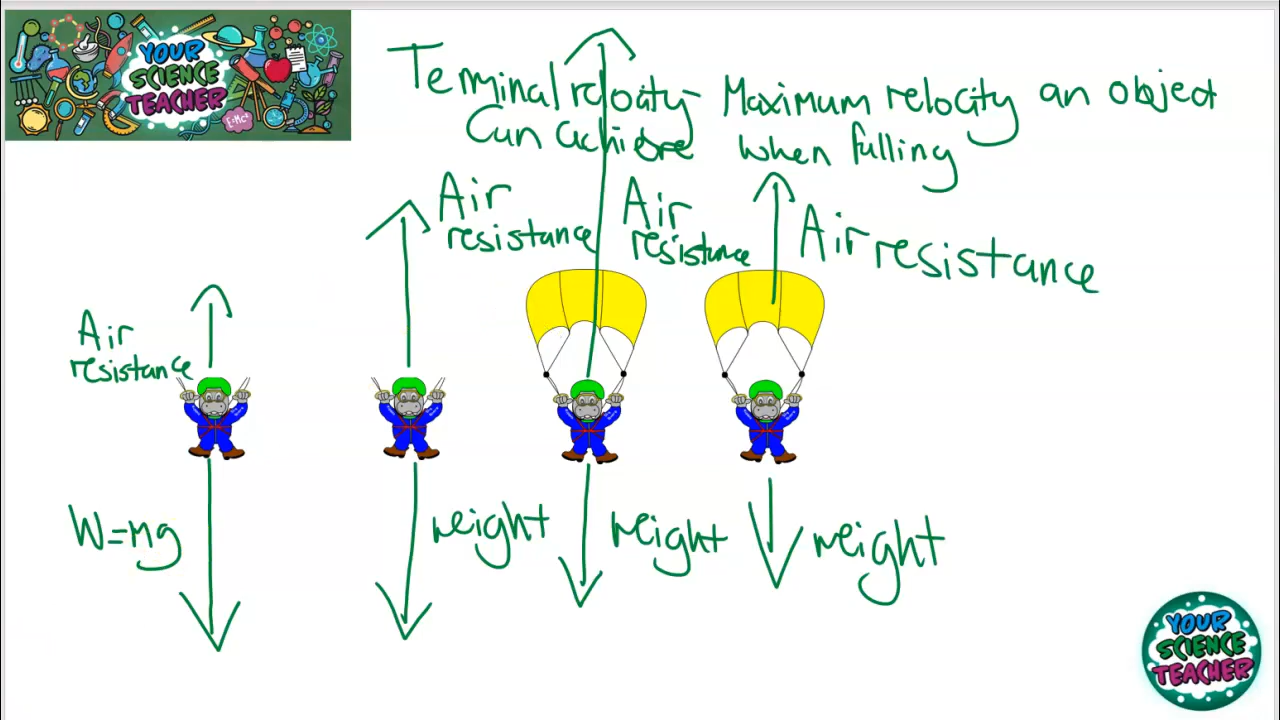 YOUR
SCIENCE
TEACHER
E=MC²
Terminal velocity - Maximum velocity an object
can achieve when falling
Air
resistance
Air
resistance
Air resistance
Air
resistance
W=mg
weight
weight
weight
YOUR
SCIENCE
TEACHER